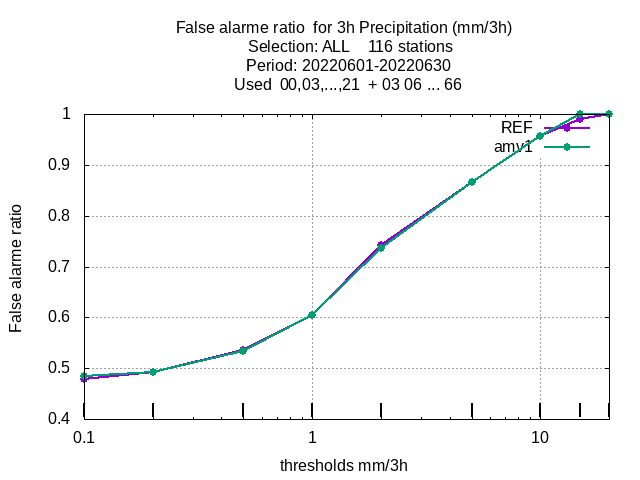 False alarme ratio  for 3h Precipitation (mm/3h)
Selection: ALL    116 stations
Period: 20220601-20220630
Used  00,03,...,21  + 03 06 ... 66
REF
amv1
False alarme ratio
1
0.9
0.8
0.7
0.6
0.5
0.4
0.1
1
10
thresholds mm/3h